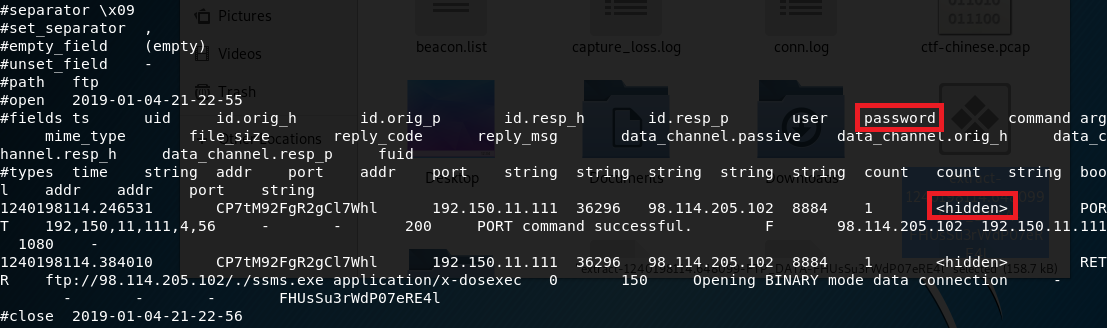 #separator \x09
#set_separator	,
#empty_field	(empty)
#unset_field	-
#path	ftp
#open	2019-01-04-21-22-55
#fields	ts	uid	id.orig_h	id.orig_p	id.resp_h	id.resp_p	user	password	command	arg
mime_type	file_size	reply_code	reply_msg	data_channel.passive	data_channel.orig_h	data_c
hannel.resp_h	data_channel.resp_p	fuid
#types	time	string	addr	port	addr	port	string	string	string	string	string	count	count	string	boo
l	addr	addr	port	string
1240198114.246531	CP7tM92FgR2gCl7Whl	192.150.11.111	36296	98.114.205.102	8884	1	<hidden>	POR
T	192,150,11,111,4,56	-	-	-	200	PORT command successful.	F	98.114.205.102	192.150.11.111
1080	-
1240198114.384010	CP7tM92FgR2gCl7Whl	192.150.11.111	36296	98.114.205.102	8884	1	<hidden>	RET
R	ftp://98.114.205.102/./ssms.exe	application/x-dosexec	0	150	Opening BINARY mode data connection	-
-	-	-	FHUsSu3rWdP07eRE4l
#close	2019-01-04-21-22-56
Pictures
Videos
Trash
Other Locations
beacon.list
capture_loss.log
conn.log
ctf-chinese.pcap
Desktop
Documents
Downloads
selected (158.7 kB)